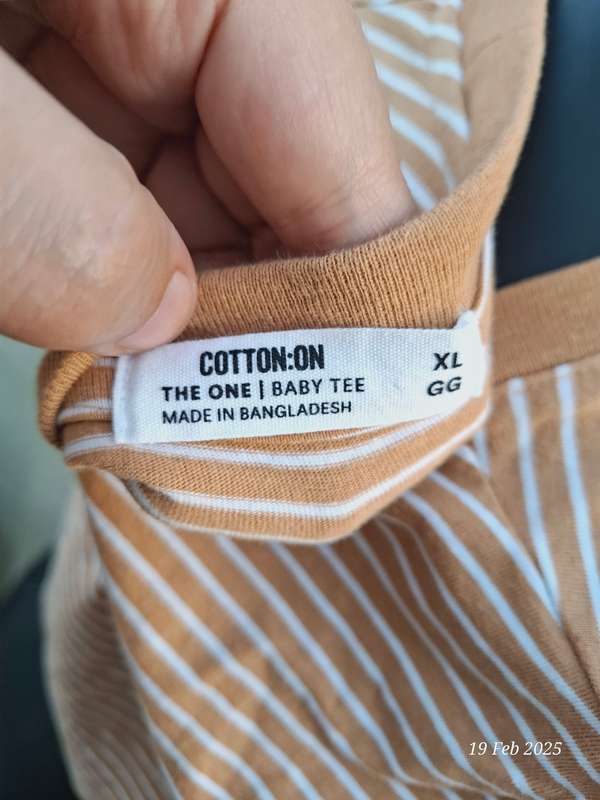 COTTON:ON
THE ONE | BABY TEE
MADE IN BANGLADESH
XL
GG
19 Feb 2025